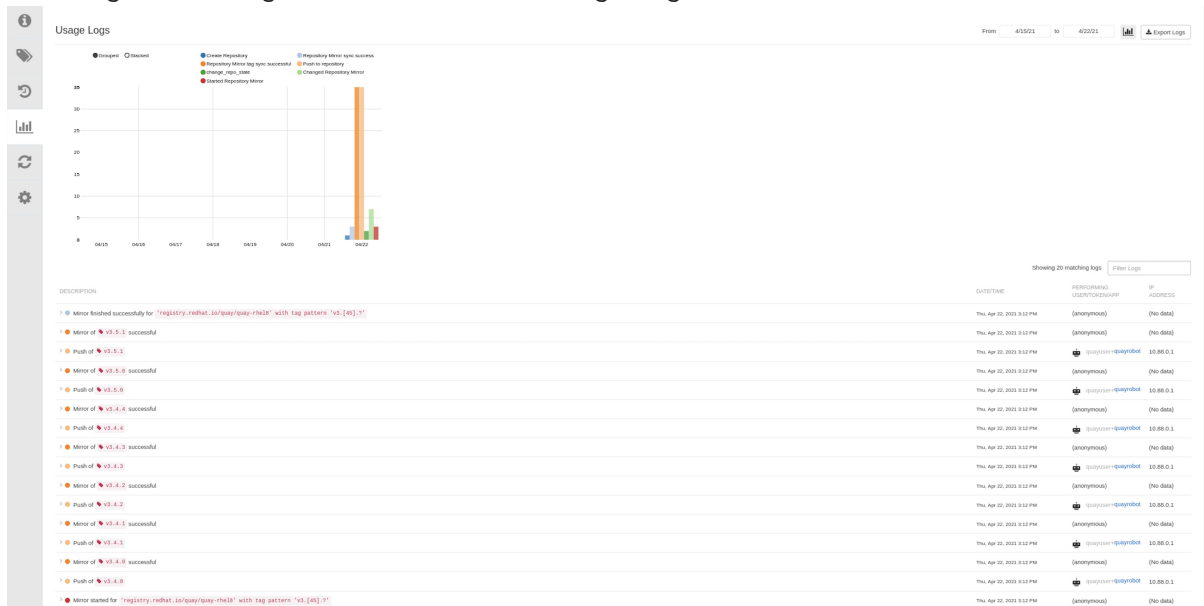 Usage Logs
From 4/15/21 to 4/22/21 Export Logs
Grouped Stacked
Create Repository Repository Mirror sync success
Repository Mirror tag sync successful Push to repository
change_repo_state Changed Repository Mirror
Started Repository Mirror
35
30
25
20
15
10
5
0
04/15 04/16 04/17 04/18 04/19 04/20 04/21 04/22
Showing 20 matching logs Filter Logs
DESCRIPTION DATE/TIME PERFORMING USER/TOKEN/APP IP ADDRESS
Mirror finished successfully for 'registry.redhat.io/quay/quay-rhel8' with tag pattern 'v3.[45].?' Thu, Apr 22, 2021 3:12 PM (anonymous) (No data)
Mirror of v3.5.1 successful Thu, Apr 22, 2021 3:12 PM (anonymous) (No data)
Push of v3.5.1 Thu, Apr 22, 2021 3:12 PM quayuser+quayrobot 10.88.0.1
Mirror of v3.5.0 successful Thu, Apr 22, 2021 3:12 PM (anonymous) (No data)
Push of v3.5.0 Thu, Apr 22, 2021 3:12 PM quayuser+quayrobot 10.88.0.1
Mirror of v3.4.4 successful Thu, Apr 22, 2021 3:12 PM (anonymous) (No data)
Push of v3.4.4 Thu, Apr 22, 2021 3:12 PM quayuser+quayrobot 10.88.0.1
Mirror of v3.4.3 successful Thu, Apr 22, 2021 3:12 PM (anonymous) (No data)
Push of v3.4.3 Thu, Apr 22, 2021 3:12 PM quayuser+quayrobot 10.88.0.1
Mirror of v3.4.2 successful Thu, Apr 22, 2021 3:12 PM (anonymous) (No data)
Push of v3.4.2 Thu, Apr 22, 2021 3:12 PM quayuser+quayrobot 10.88.0.1
Mirror of v3.4.1 successful Thu, Apr 22, 2021 3:12 PM (anonymous) (No data)
Push of v3.4.1 Thu, Apr 22, 2021 3:12 PM quayuser+quayrobot 10.88.0.1
Mirror of v3.4.0 successful Thu, Apr 22, 2021 3:12 PM (anonymous) (No data)
Push of v3.4.0 Thu, Apr 22, 2021 3:12 PM quayuser+quayrobot 10.88.0.1
Mirror started for 'registry.redhat.io/quay/quay-rhel8' with tag pattern 'v3.[45].?' Thu, Apr 22, 2021 3:12 PM (anonymous) (No data)